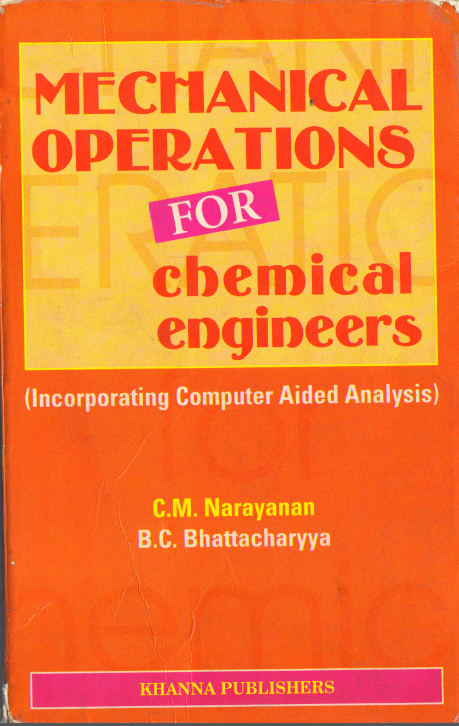 MECHANICAL
OPERATIONS
FOR
chemical
engineers
(Incorporating Computer Aided Analysis)
C.M. Narayanan
B.C. Bhattacharyya
KHANNA PUBLISHERS